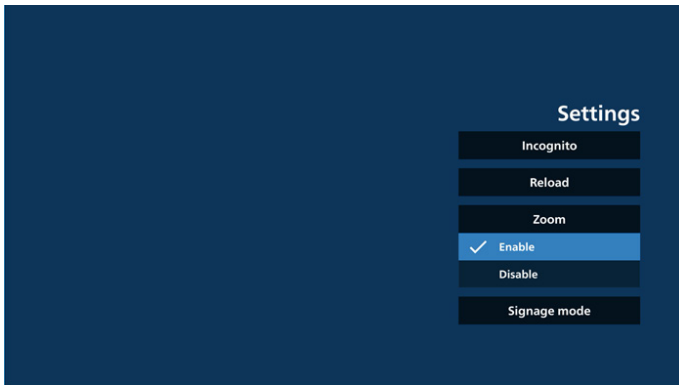 Settings
Incognito
Reload
Zoom
Enable
Disable
Signage mode